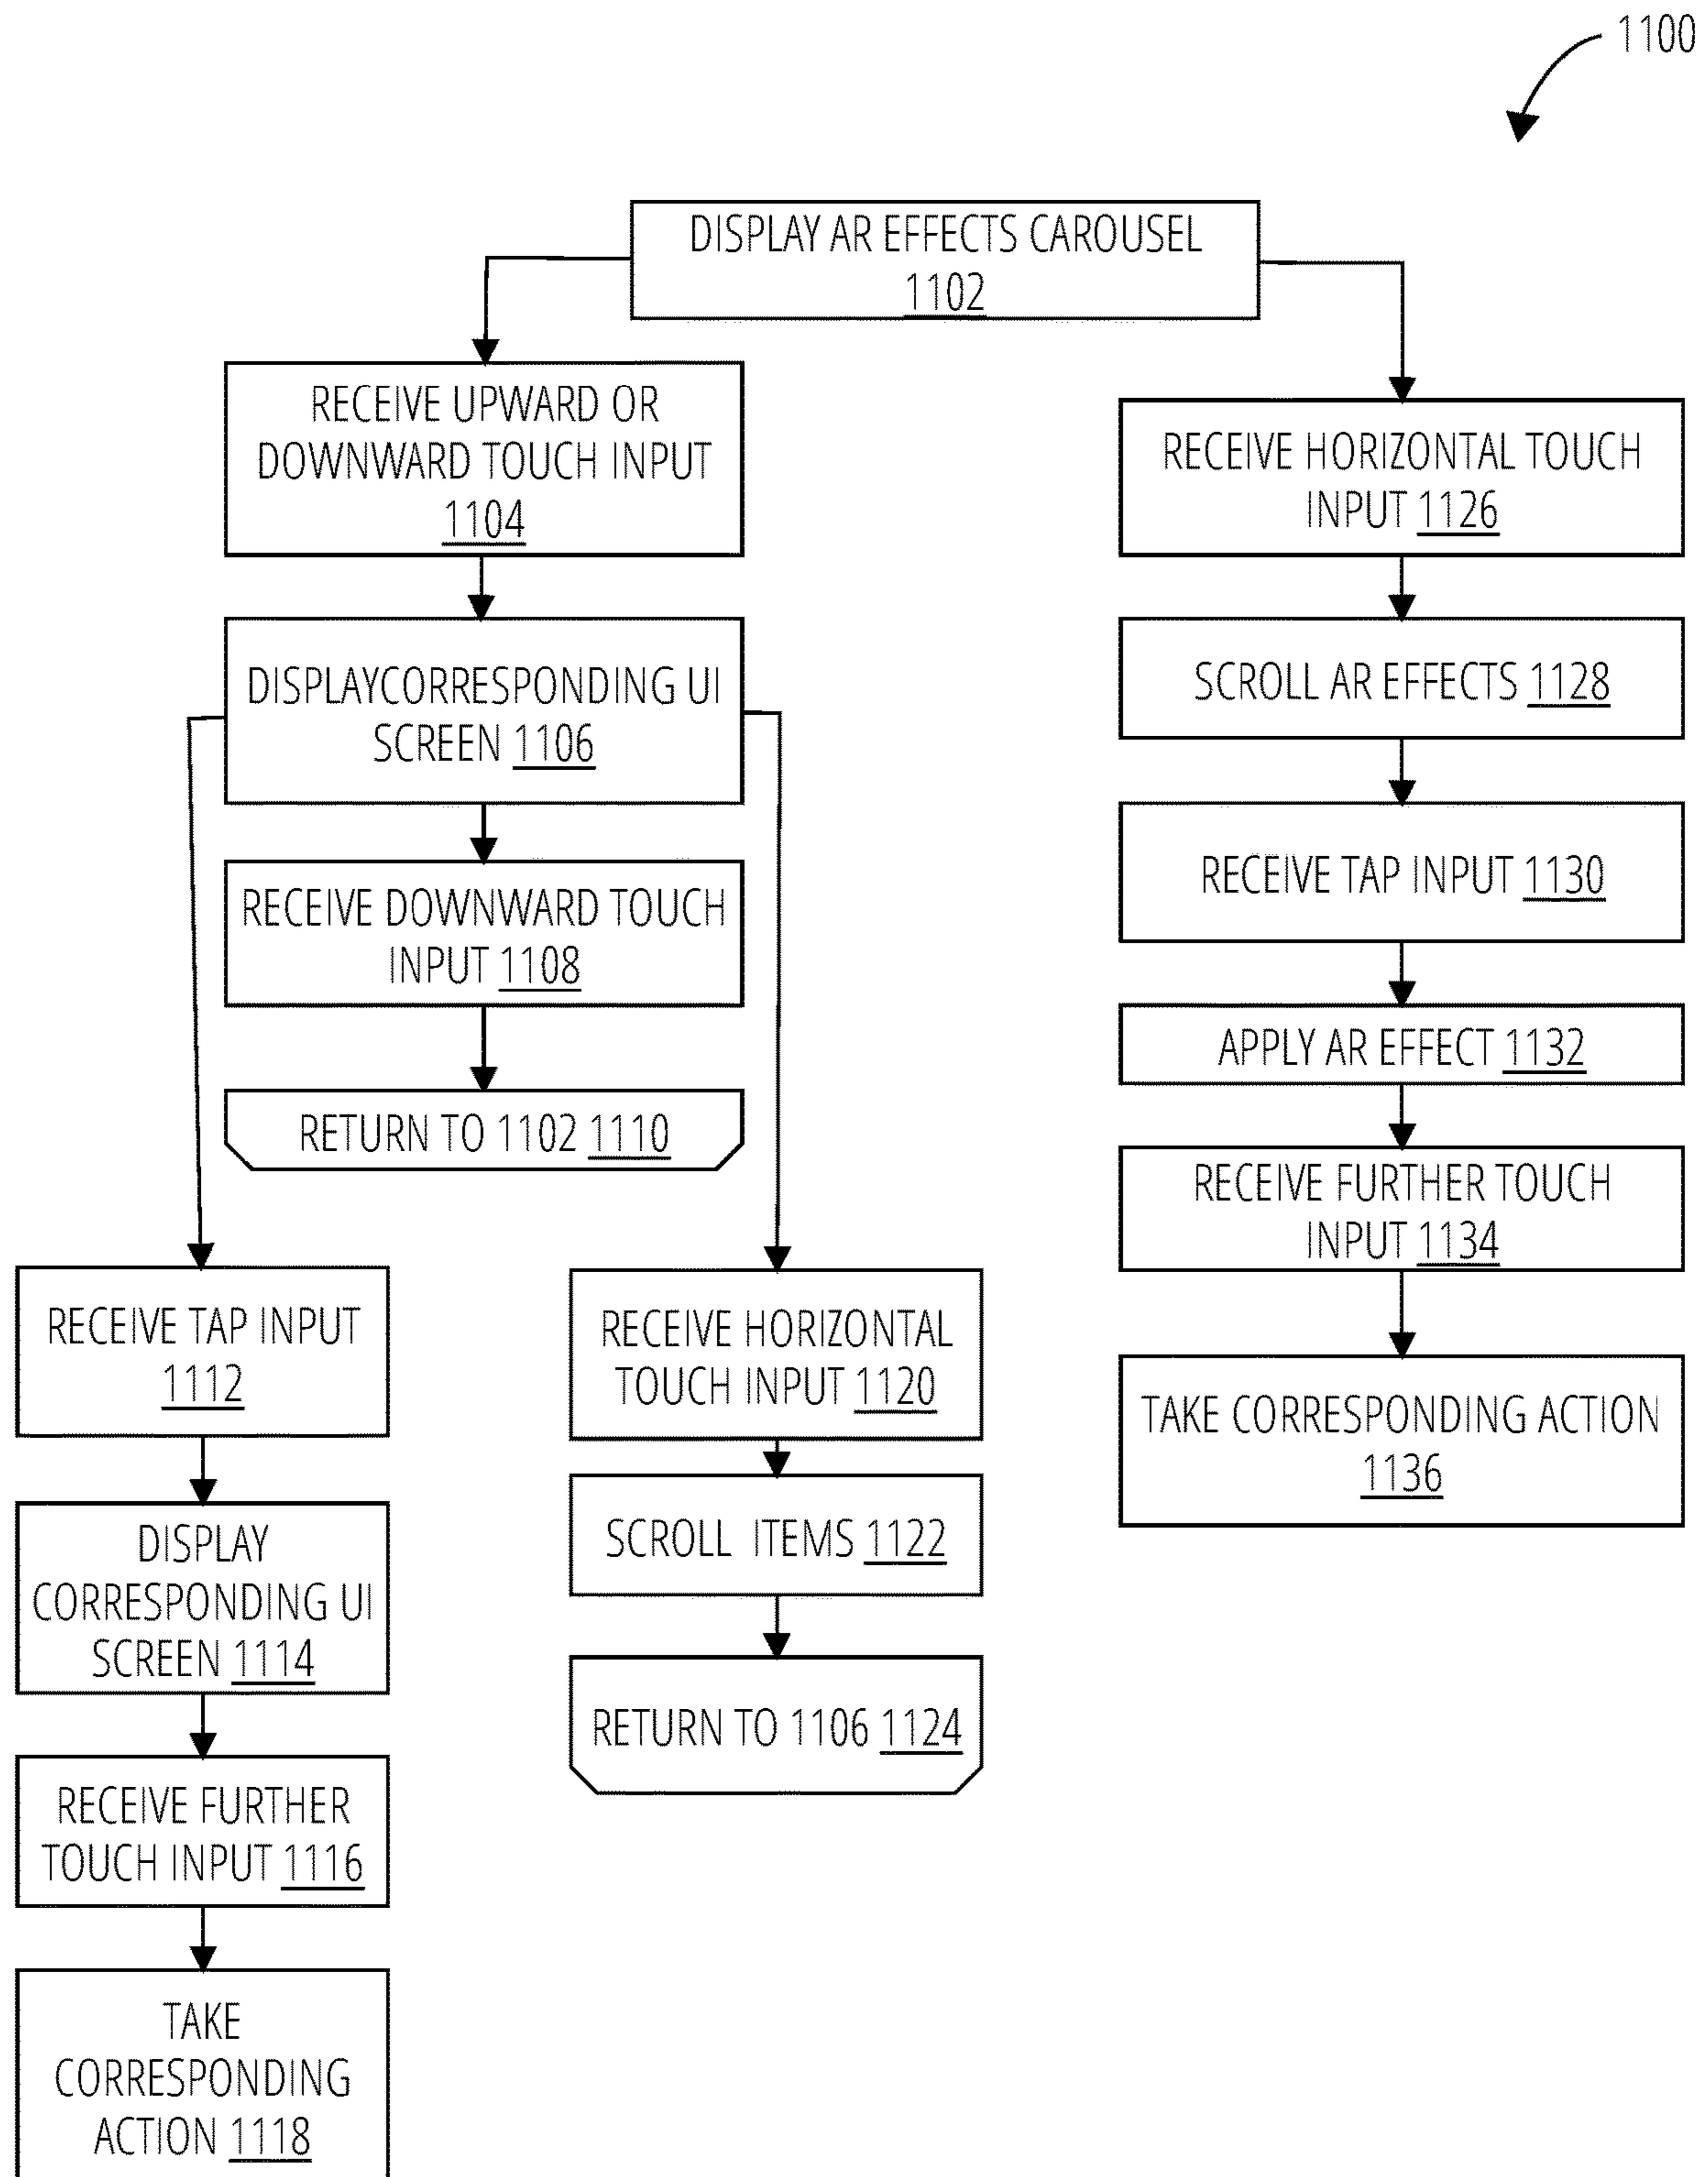 1100
DISPLAY AR EFFECTS CAROUSEL
1102
RECEIVE UPWARD OR
DOWNWARD TOUCH INPUT
1104
DISPLAYCORRESPONDING UI
SCREEN 1106
RECEIVE DOWNWARD TOUCH
INPUT 1108
RETURN TO 1102 1110
RECEIVE TAP INPUT
1112
DISPLAY
CORRESPONDING UI
SCREEN 1114
RECEIVE FURTHER
TOUCH INPUT 1116
TAKE
CORRESPONDING
ACTION 1118
RECEIVE HORIZONTAL
TOUCH INPUT 1120
SCROLL ITEMS 1122
RETURN TO 1106 1124
RECEIVE HORIZONTAL TOUCH
INPUT 1126
SCROLL AR EFFECTS 1128
RECEIVE TAP INPUT 1130
APPLY AR EFFECT 1132
RECEIVE FURTHER TOUCH
INPUT 1134
TAKE CORRESPONDING ACTION
1136